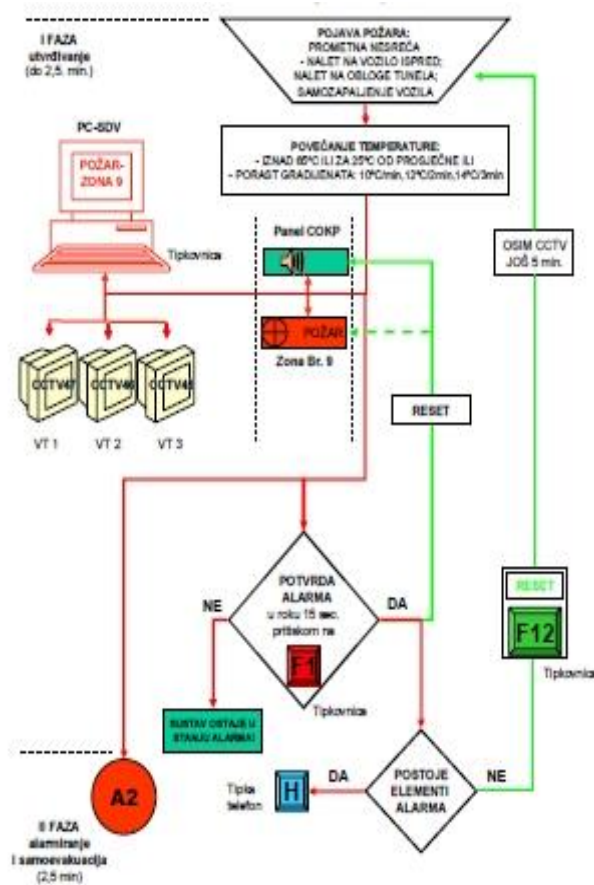 I FAZA
utvrđivanje
(do 2,5. min.)
POJAVA POŽARA:
PROMETNA NESREĆA
- NALET NA VOZILO ISPRED;
NALET NA OBLOGE TUNELA;
SAMOZAPALJENJE VOZILA
PC-SDV
POŽAR-
ZONA 9
Tipkovnica
POVEĆANJE TEMPERATURE:
- IZNAD 65ºC ILI ZA 25ºC OD PROSJEČNE ILI
- PORAST GRADIJENATA: 10ºC/min,12ºC/2min,14ºC/3min
Panel COKP
POŽAR
Zona Br. 9
OSIM CCTV
JOŠ 5 min.
CCTV47
CCTV46
CCTV45
VT 1
VT 2
VT 3
RESET
POTVRDA
ALARMA
u roku 15 sec.
pritiskom na
F1
NE
DA
Tipkovnica
RESET
F12
Tipkovnica
SUSTAV OSTAJE U
STANJU ALARMA!
A2
Tipka
telefon
H
DA
POSTOJE
ELEMENTI
ALARMA
NE
II FAZA
alarmiranje
i samoevakuacija
(2,5 min)